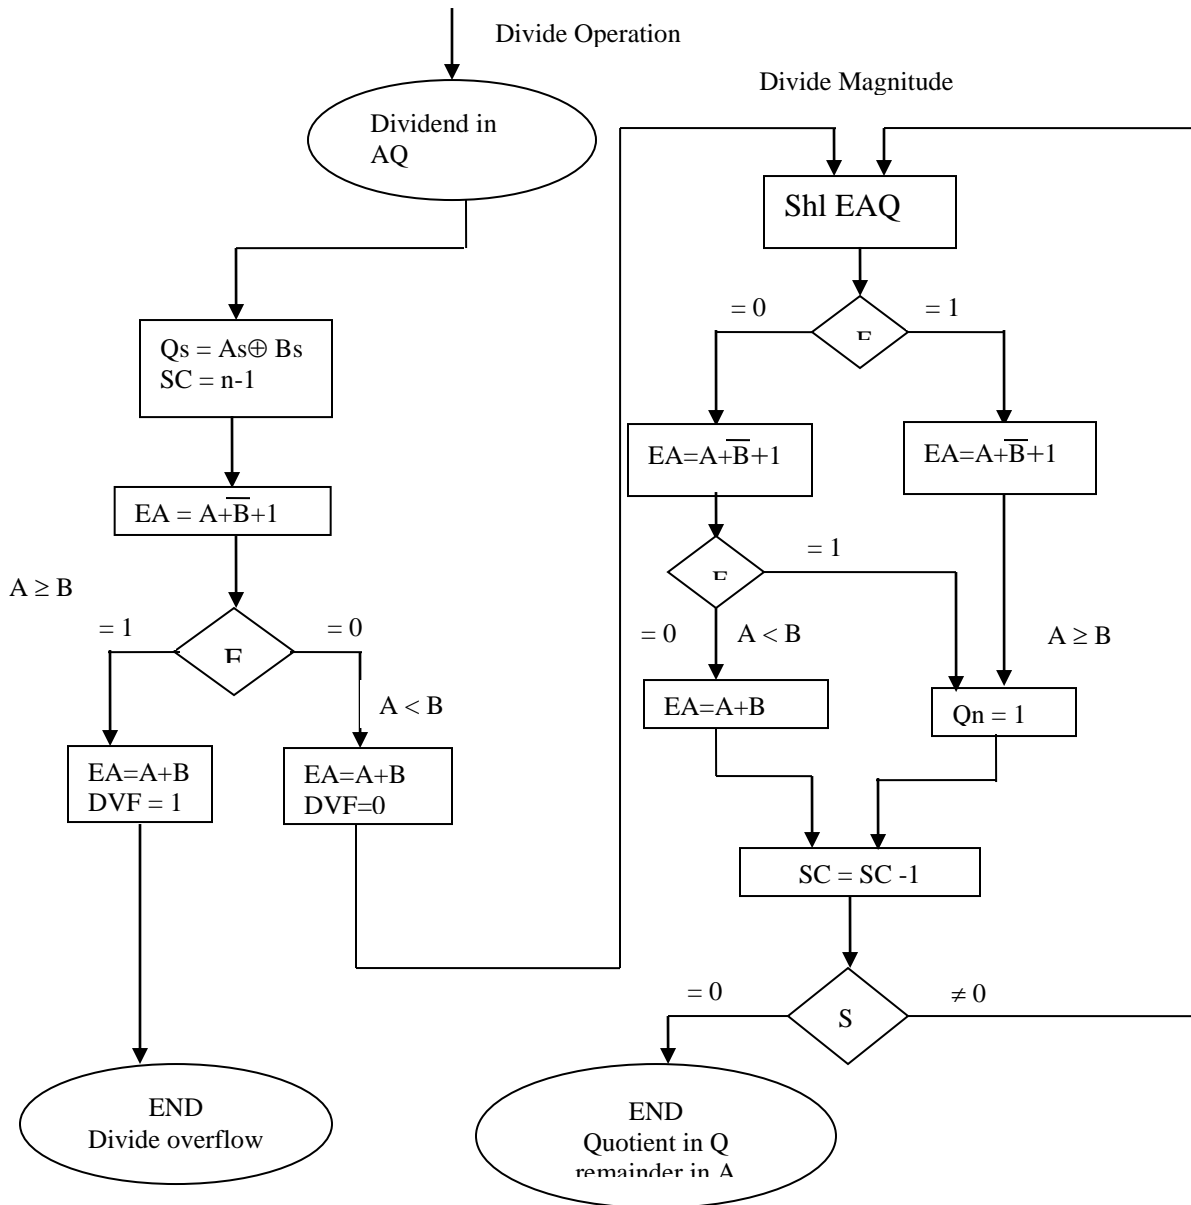 Divide Operation
Dividend in
AQ
Qs = As⊕ Bs
SC = n-1
EA = A+B̅+1
A ≥ B
= 1
= 0
A < B
EA=A+B
DVF = 1
EA=A+B
DVF=0
END
Divide overflow
Divide Magnitude
Shl EAQ
= 0
= 1
EA=A+B̅+1
EA=A+B̅+1
= 1
= 0
A < B
A ≥ B
EA=A+B
Qn = 1
SC = SC -1
= 0
≠ 0
S
END
Quotient in Q
remainder in A